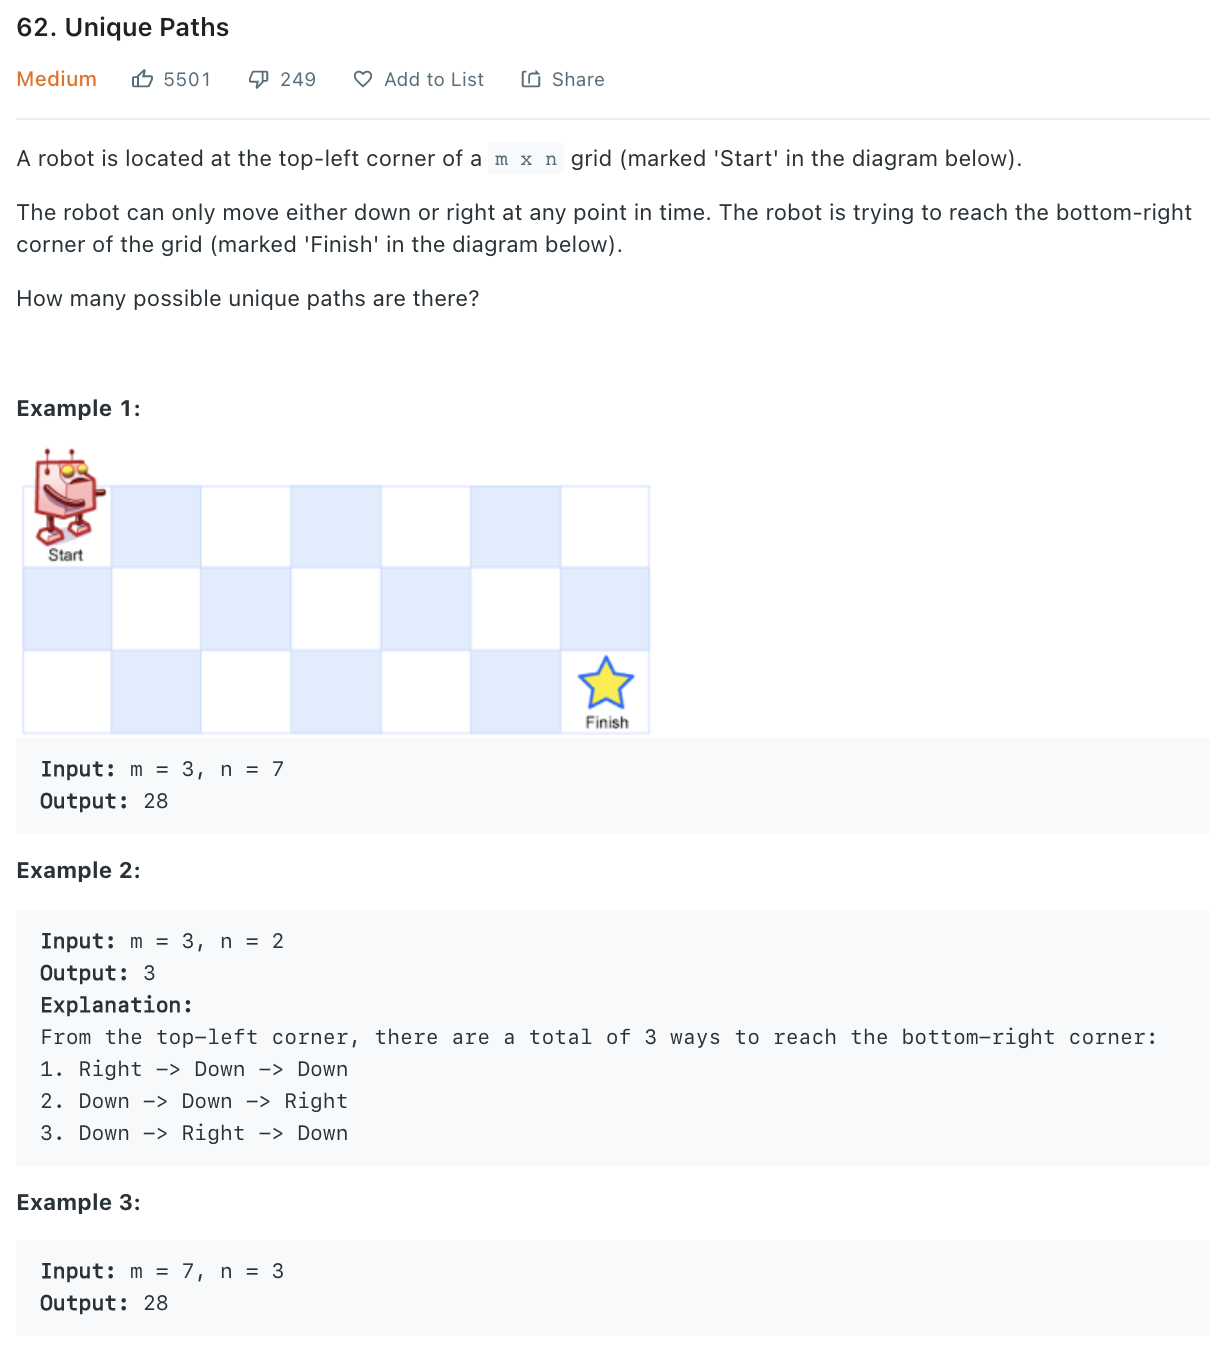 62. Unique Paths
Medium 5501 249 Add to List Share
A robot is located at the top-left corner of a m x n grid (marked 'Start' in the diagram below).
The robot can only move either down or right at any point in time. The robot is trying to reach the bottom-right
corner of the grid (marked 'Finish' in the diagram below).
How many possible unique paths are there?
Example 1:
Start
Finish
Input: m = 3, n = 7
Output: 28
Example 2:
Input: m = 3, n = 2
Output: 3
Explanation:
From the top-left corner, there are a total of 3 ways to reach the bottom-right corner:
1. Right -> Down -> Down
2. Down -> Down -> Right
3. Down -> Right -> Down
Example 3:
Input: m = 7, n = 3
Output: 28